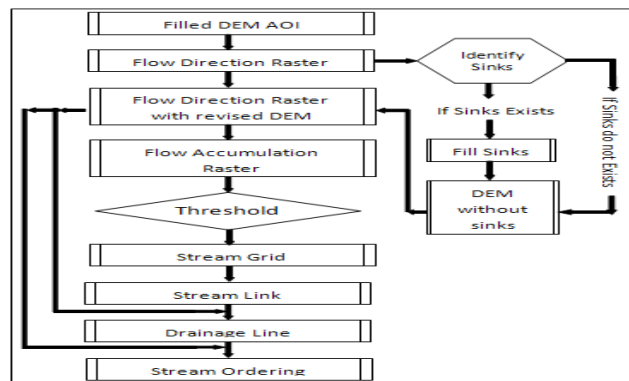 Filled DEM AOI
Flow Direction Raster
Identify
Sinks
Flow Direction Raster
with revised DEM
If Sinks Exists
If Sinks do not Exists
Flow Accumulation
Raster
Fill Sinks
DEM
without
sinks
Threshold
Stream Grid
Stream Link
Drainage Line
Stream Ordering